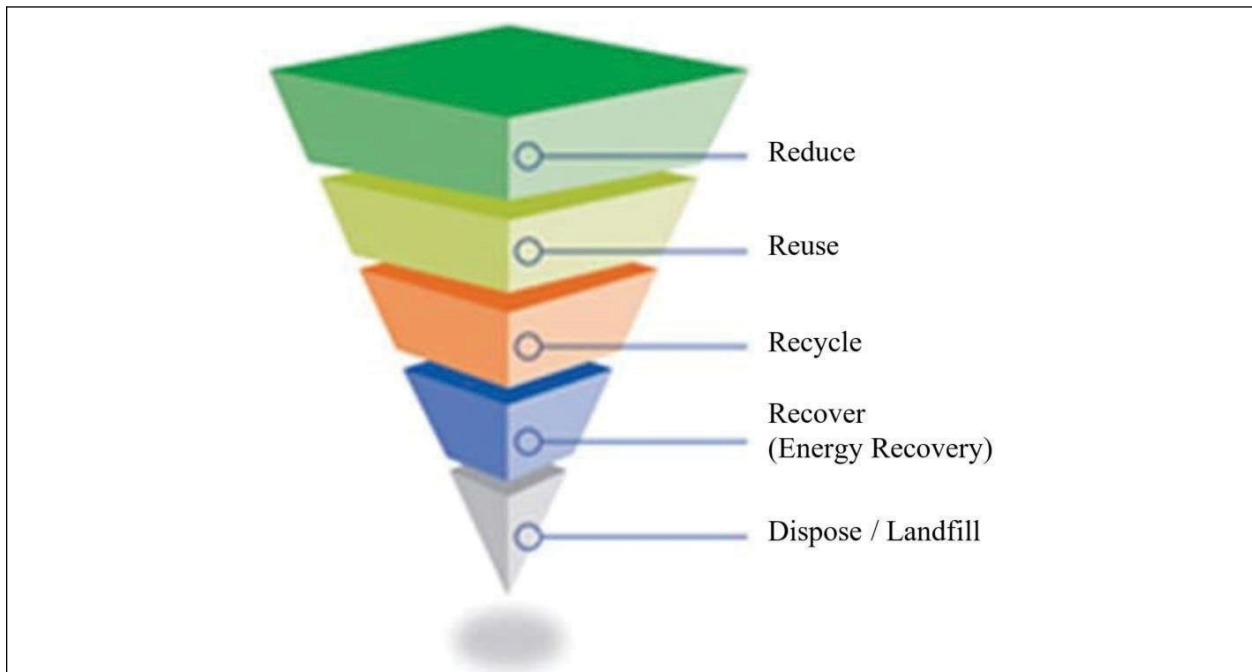 Reduce
Reuse
Recycle
Recover
(Energy Recovery)
Dispose / Landfill